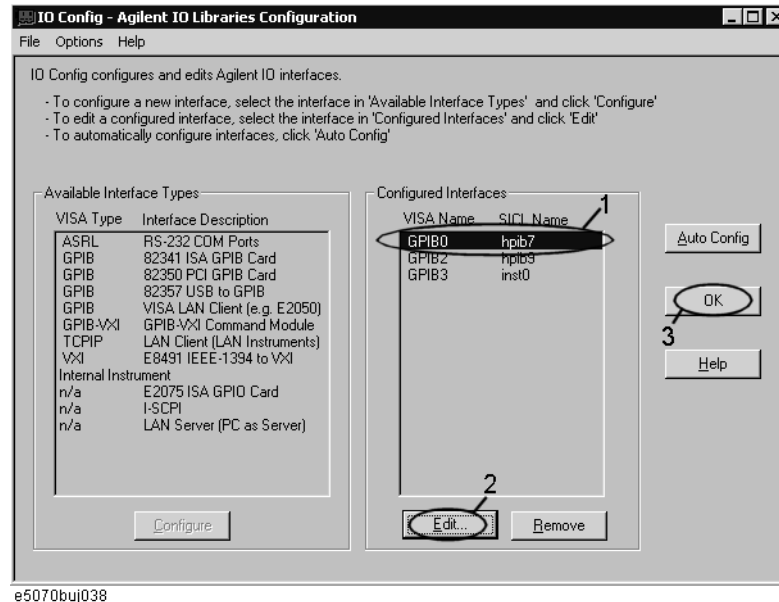 IO Config - Agilent IO Libraries Configuration
File Options Help
IO Config configures and edits Agilent IO interfaces.
- To configure a new interface, select the interface in 'Available Interface Types' and click 'Configure'
- To edit a configured interface, select the interface in 'Configured Interfaces' and click 'Edit'
- To automatically configure interfaces, click 'Auto Config'
Available Interface Types
VISA Type Interface Description
ASRL RS-232 COM Ports
GPIB 82341 ISA GPIB Card
GPIB 82350 PCI GPIB Card
GPIB 82357 USB to GPIB
GPIB VISA LAN Client (e.g. E2050)
GPIB-VXI GPIB-VXI Command Module
TCPIP LAN Client (LAN Instruments)
VXI E8491 IEEE-1394 to VXI
Internal Instrument
n/a E2075 ISA GPIO Card
n/a I-SCPI
n/a LAN Server (PC as Server)
Configure
Configured Interfaces
1
VISA Name SICL Name
GPIB0 hpib7
GPIB2 hpib9
GPIB3 inst0
2
Edit...
Remove
Auto Config
OK
3
Help
e5070buj038